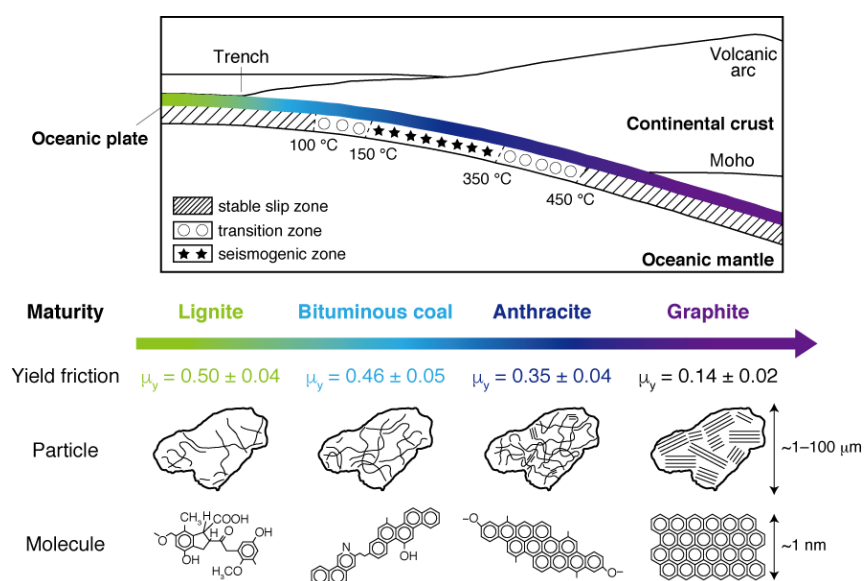 Trench
Volcanic
arc
Oceanic plate
Continental crust
100 °C
150 °C
Moho
350 °C
450 °C
stable slip zone
transition zone
seismogenic zone
Oceanic mantle
Maturity Lignite Bituminous coal Anthracite Graphite
Yield friction μy = 0.50 ± 0.04 μy = 0.46 ± 0.05 μy = 0.35 ± 0.04 μy = 0.14 ± 0.02
Particle ~1–100 μm
Molecule ~1 nm
CH3 H COOH
O H O OH
OH H3CO
N OH
O
O